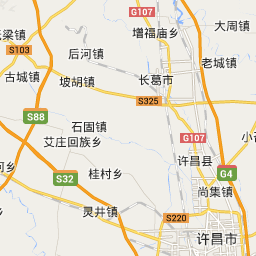 G107
大周镇
增福庙乡
梁镇
S103
后河镇
老城镇
古城镇
坡胡镇
长葛市
S325
S88
石固镇
G107
艾庄回族乡
许昌县
桂村乡
S32
G4
尚集镇
灵井镇
S220
许昌市